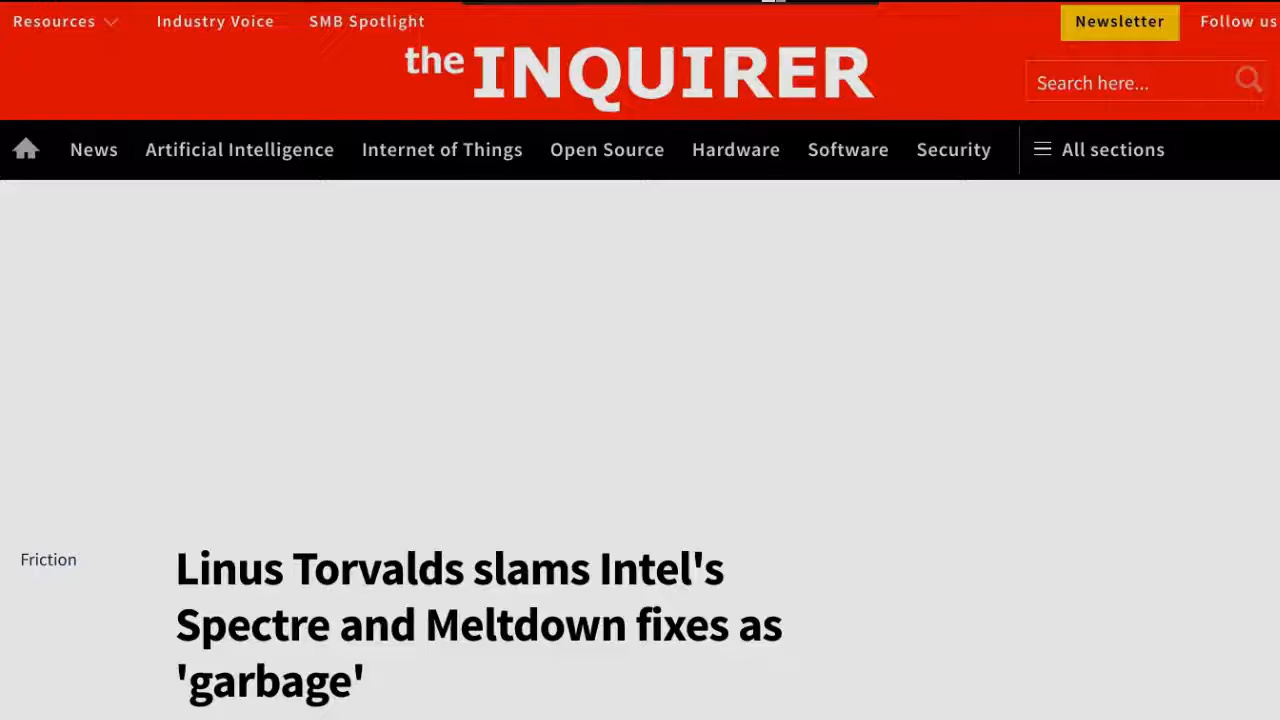 Resources Industry Voice SMB Spotlight Newsletter Follow us
the INQUIRER
Search here...
News Artificial Intelligence Internet of Things Open Source Hardware Software Security All sections
Friction
Linus Torvalds slams Intel's
Spectre and Meltdown fixes as
'garbage'